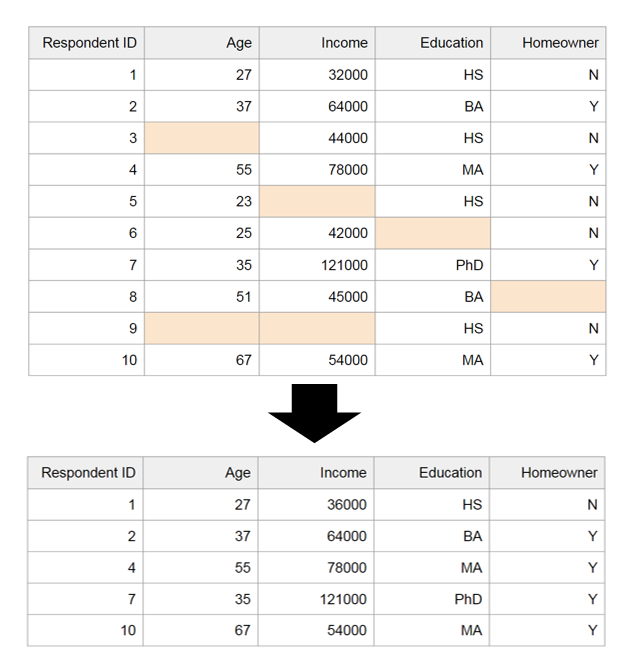 Respondent ID Age Income Education Homeowner
1 27 32000 HS N
2 37 64000 BA Y
3 44000 HS N
4 55 78000 MA Y
5 23 HS N
6 25 42000 N
7 35 121000 PhD Y
8 51 45000 BA
9 HS N
10 67 54000 MA Y
Respondent ID Age Income Education Homeowner
1 27 36000 HS N
2 37 64000 BA Y
4 55 78000 MA Y
7 35 121000 PhD Y
10 67 54000 MA Y